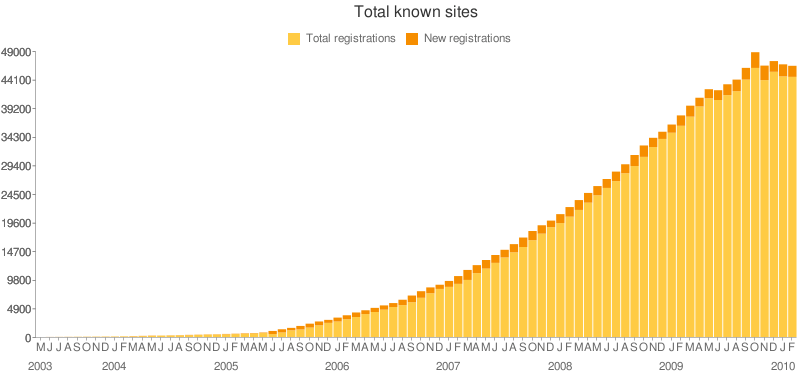 Total known sites
Total registrations New registrations
49000
44100
39200
34300
29400
24500
19600
14700
9800
4900
0
M J J A S O N D J F M A M J J A S O N D J F M A M J J A S O N D J F M A M J J A S O N D J F M A M J J A S O N D J F M A M J J A S O N D J F M A M J J A S O N D J F
2003 2004 2005 2006 2007 2008 2009 2010